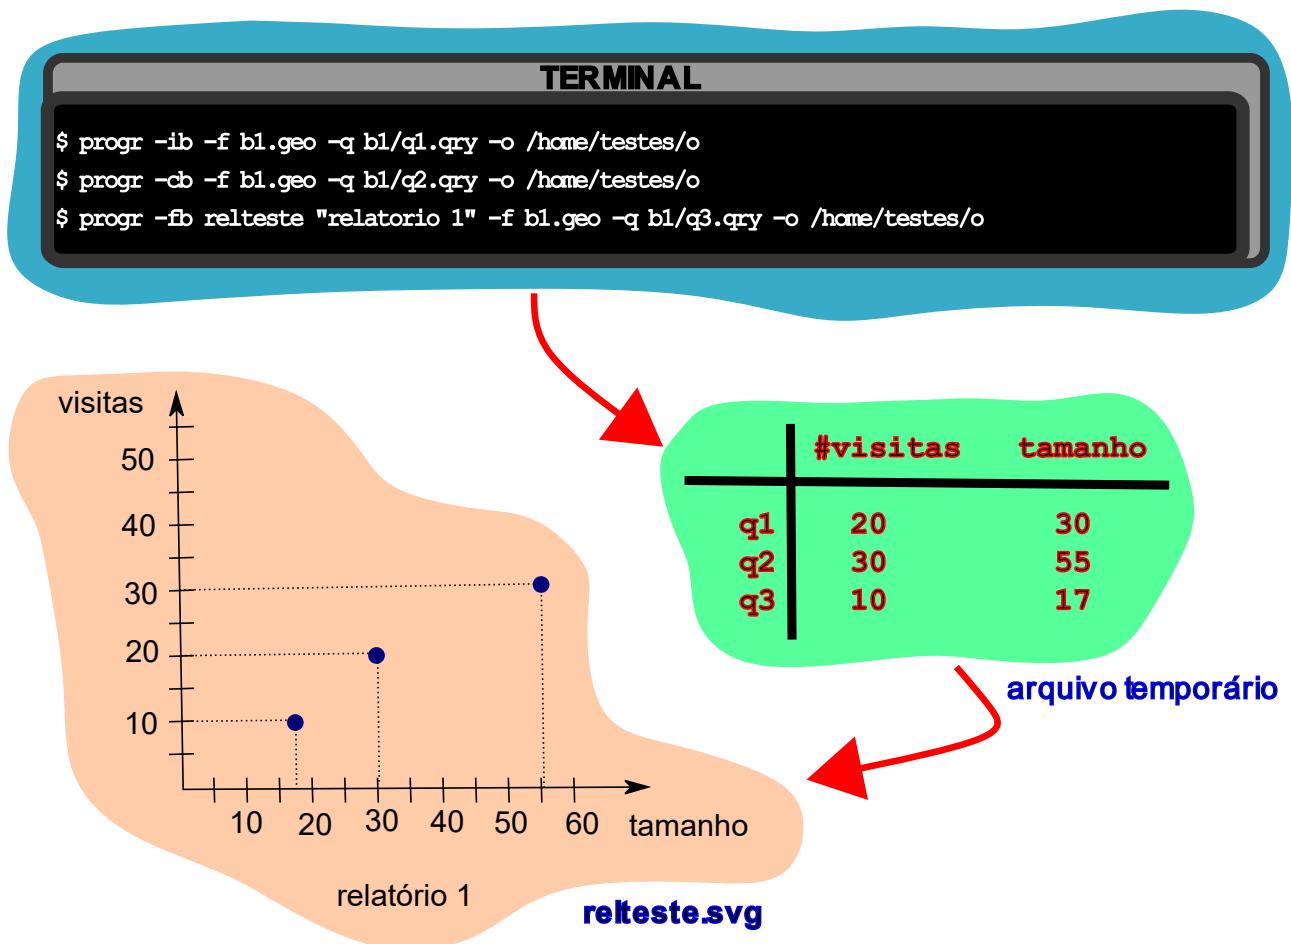 TERMINAL
$ progr -ib -f b1.geo -q b1/q1.qry -o /home/testes/o
$ progr -cb -f b1.geo -q b1/q2.qry -o /home/testes/o
$ progr -fb relteste "relatorio 1" -f b1.geo -q b1/q3.qry -o /home/testes/o
visitas
50
40
30
20
10
10 20 30 40 50 60 tamanho
relatório 1
relteste.svg
#visitas tamanho
q1 20 30
q2 30 55
q3 10 17
arquivo temporário